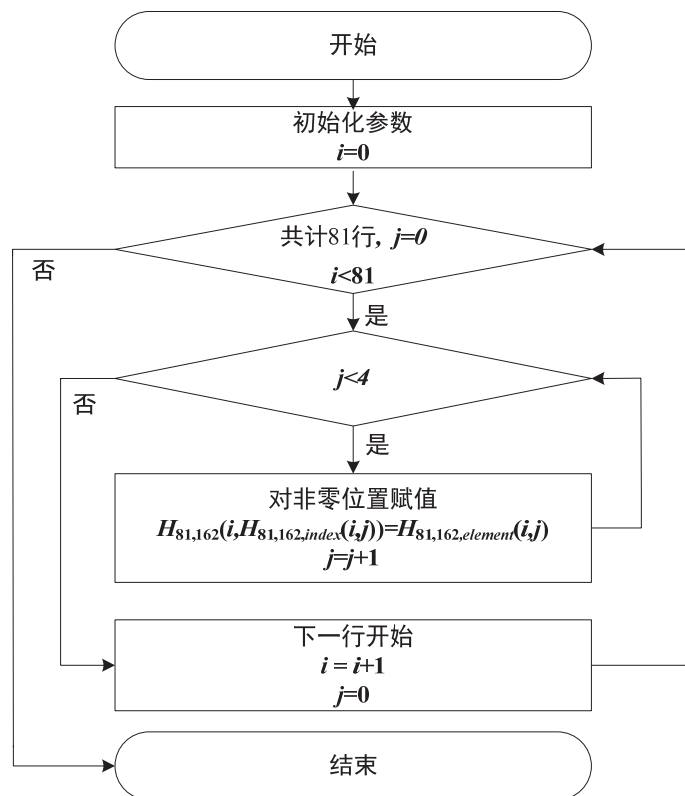 开始
初始化参数
i=0
共计81行, j=0
i<81
否
是
j<4
否
是
对非零位置赋值
H81,162(i,H81,162,index(i,j))=H81,162,element(i,j)
j=j+1
下一行开始
i = i+1
j=0
结束